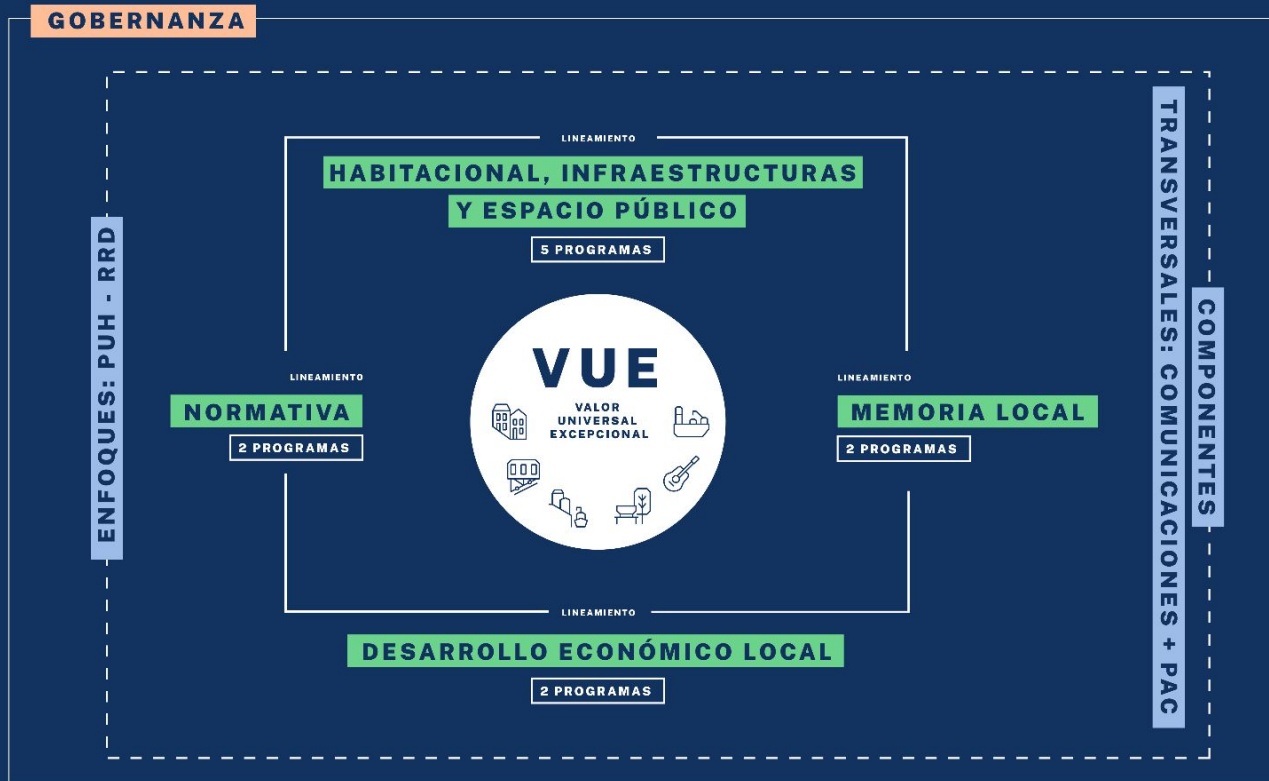 GOBERNANZA
LINEAMIENTO
HABITACIONAL, INFRAESTRUCTURAS
Y ESPACIO PÚBLICO
5 PROGRAMAS
ENFOQUES: PUH - RRD
LINEAMIENTO
NORMATIVA
2 PROGRAMAS
VUE
VALOR
UNIVERSAL
EXCEPCIONAL
LINEAMIENTO
MEMORIA LOCAL
2 PROGRAMAS
LINEAMIENTO
DESARROLLO ECONÓMICO LOCAL
2 PROGRAMAS
COMPONENTES
TRANSVERSALES: COMUNICACIONES + PAC